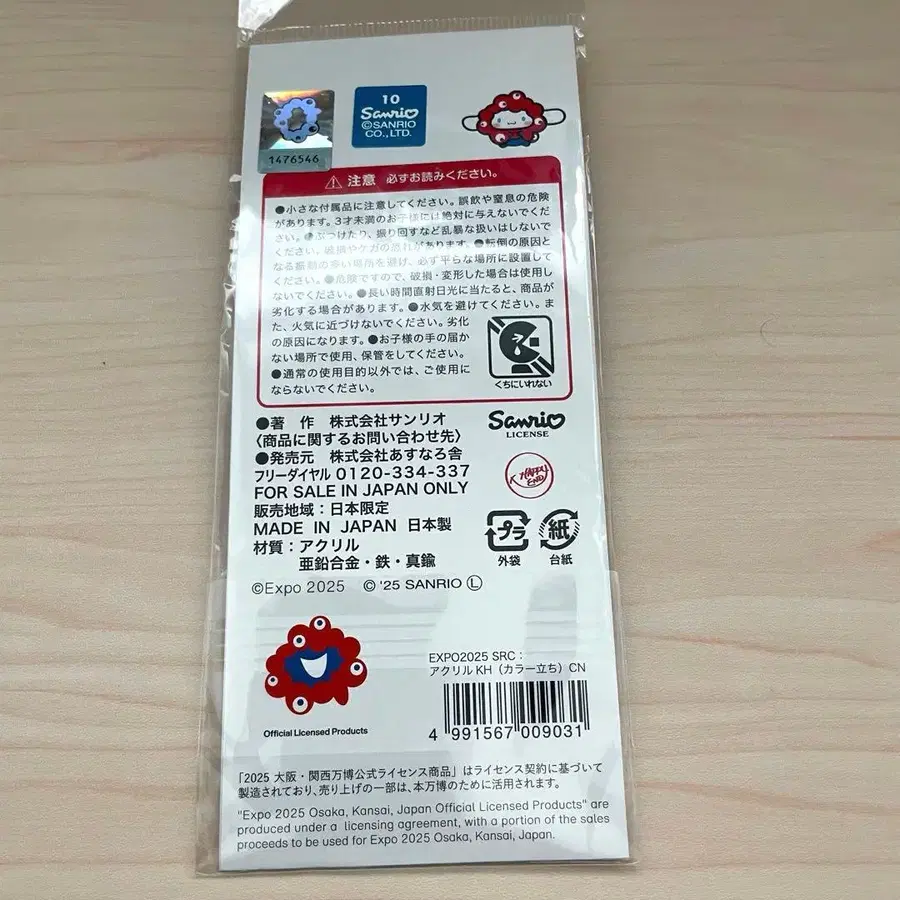 1476546
10
Sanrio
©SANRIO
CO., LTD.
⚠ 注意 必ずお読みください。
●小さな付属品に注意してください。誤飲や窒息の危険
があります。3才未満のお子様には絶対に与えないでくだ
さい。●ぶつけたり、振り回すなど乱暴な扱いはしないで
ください。破損やケガの恐れがあります。●転倒の原因と
なる振動の多い場所を避け、必ず平らな場所に設置して
ください。●危険ですので、破損・変形した場合は使用し
ないでください。●長い時間直射日光に当たると、商品が
劣化する場合があります。●水気を避けてください。ま
た、火気に近づけないでください。劣化
の原因になります。●お子様の手の届か
ない場所で使用、保管をしてください。
●通常の使用目的以外では、ご使用に
ならないでください。
くちにいれない
●著 作 株式会社サンリオ
〈商品に関するお問い合わせ先〉
●発売元 株式会社あすなろ舎
フリーダイヤル 0120-334-337
FOR SALE IN JAPAN ONLY
販売地域：日本限定
MADE IN JAPAN 日本製
材質：アクリル
亜鉛合金・鉄・真鍮
©Expo 2025 © '25 SANRIO Ⓛ
Sanrio
LICENSE
HAPPY
END
プラ
外袋
紙
台紙
Official Licensed Products
EXPO2025 SRC：
アクリルKH（カラー立ち）CN
4 991567 009031
「2025 大阪・関西万博公式ライセンス商品」はライセンス契約に基づいて
製造されており、売り上げの一部は、本万博のために活用されます。
"Expo 2025 Osaka, Kansai, Japan Official Licensed Products" are
produced under a licensing agreement, with a portion of the sales
proceeds to be used for Expo 2025 Osaka, Kansai, Japan.